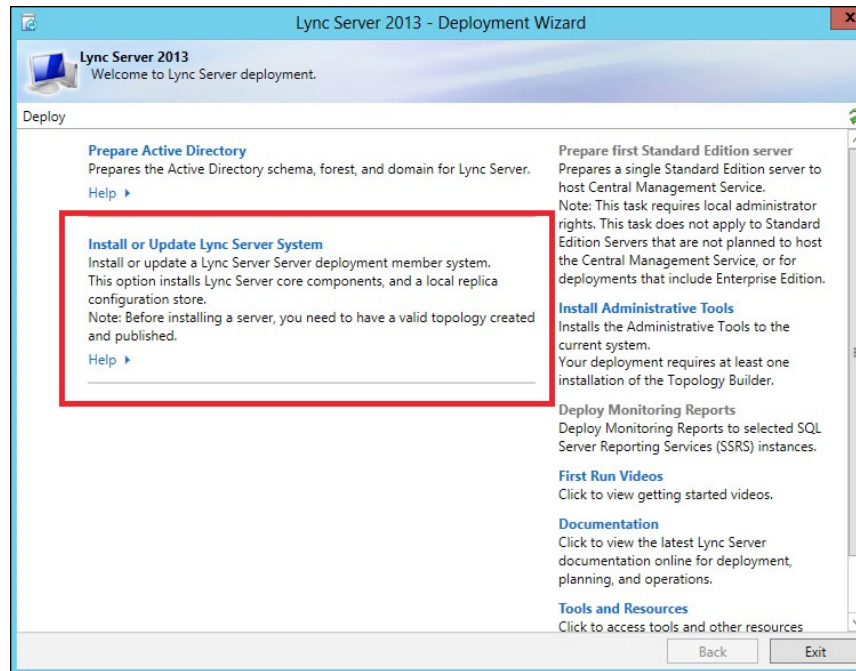 Lync Server 2013 - Deployment Wizard
x
Lync Server 2013
Welcome to Lync Server deployment.
Deploy
Prepare Active Directory
Prepares the Active Directory schema, forest, and domain for Lync Server.
Help
Install or Update Lync Server System
Install or update a Lync Server Server deployment member system.
This option installs Lync Server core components, and a local replica
configuration store.
Note: Before installing a server, you need to have a valid topology created
and published.
Help
Prepare first Standard Edition server
Prepares a single Standard Edition server to
host Central Management Service.
Note: This task requires local administrator
rights. This task does not apply to Standard
Edition Servers that are not planned to host
the Central Management Service, or for
deployments that include Enterprise Edition.
Install Administrative Tools
Installs the Administrative Tools to the
current system.
Your deployment requires at least one
installation of the Topology Builder.
Deploy Monitoring Reports
Deploy Monitoring Reports to selected SQL
Server Reporting Services (SSRS) instances.
First Run Videos
Click to view getting started videos.
Documentation
Click to view the latest Lync Server
documentation online for deployment,
planning, and operations.
Tools and Resources
Click to access tools and other resources
Back
Exit